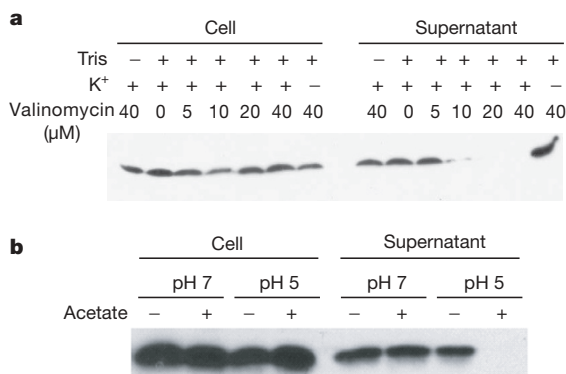 a
Cell Supernatant
Tris − + + + + + + − + + + + + +
K+ + + + + + + − + + + + + + −
Valinomycin 40 0 5 10 20 40 40 40 0 5 10 20 40 40
(µM)
b
Cell Supernatant
pH 7 pH 5 pH 7 pH 5
Acetate − + − + − + − +